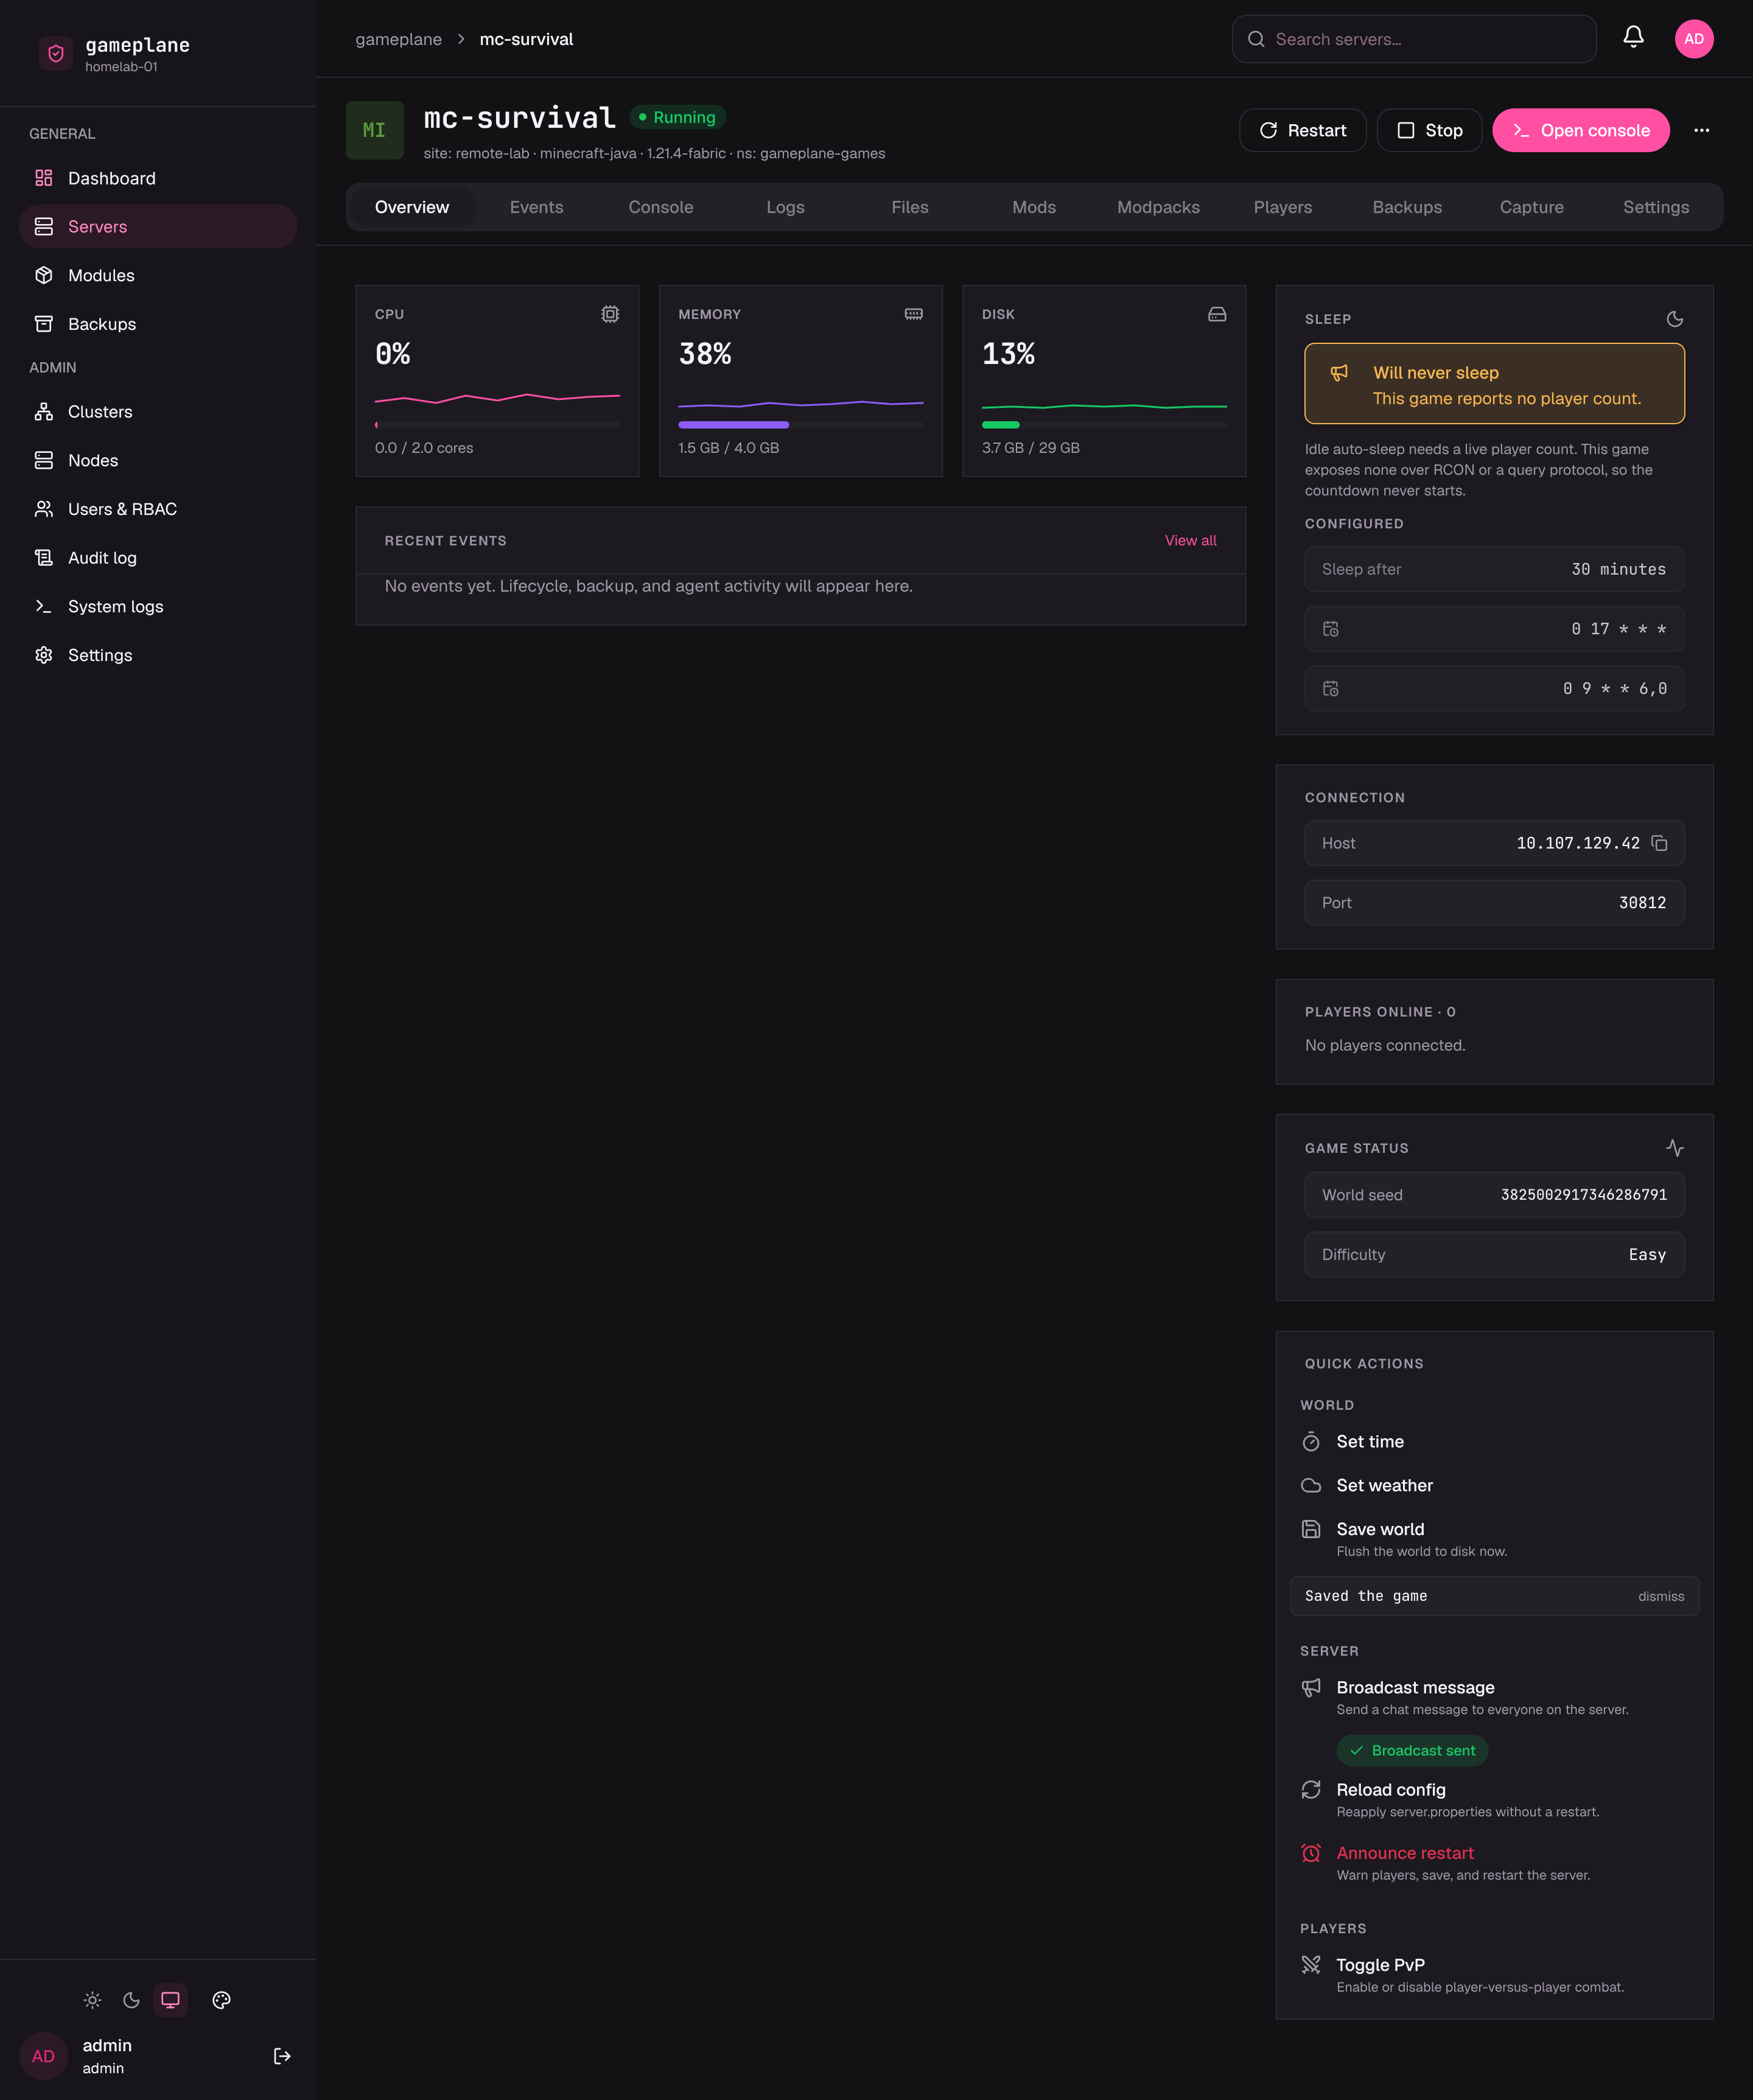 gameplane
homelab-01
GENERAL
Dashboard
Servers
Modules
Backups
ADMIN
Clusters
Nodes
Users & RBAC
Audit log
System logs
Settings
AD
admin
admin
gameplane > mc-survival
Search servers...
AD
MI
mc-survival
Running
site: remote-lab · minecraft-java · 1.21.4-fabric · ns: gameplane-games
Restart
Stop
Open console
Overview
Events
Console
Logs
Files
Mods
Modpacks
Players
Backups
Capture
Settings
CPU
0%
0.0 / 2.0 cores
MEMORY
38%
1.5 GB / 4.0 GB
DISK
13%
3.7 GB / 29 GB
RECENT EVENTS
View all
No events yet. Lifecycle, backup, and agent activity will appear here.
SLEEP
Will never sleep
This game reports no player count.
Idle auto-sleep needs a live player count. This game
exposes none over RCON or a query protocol, so the
countdown never starts.
CONFIGURED
Sleep after 30 minutes
0 17 * * *
0 9 * * 6,0
CONNECTION
Host 10.107.129.42
Port 30812
PLAYERS ONLINE · 0
No players connected.
GAME STATUS
World seed 3825002917346286791
Difficulty Easy
QUICK ACTIONS
WORLD
Set time
Set weather
Save world
Flush the world to disk now.
Saved the game dismiss
SERVER
Broadcast message
Send a chat message to everyone on the server.
Broadcast sent
Reload config
Reapply server.properties without a restart.
Announce restart
Warn players, save, and restart the server.
PLAYERS
Toggle PvP
Enable or disable player-versus-player combat.